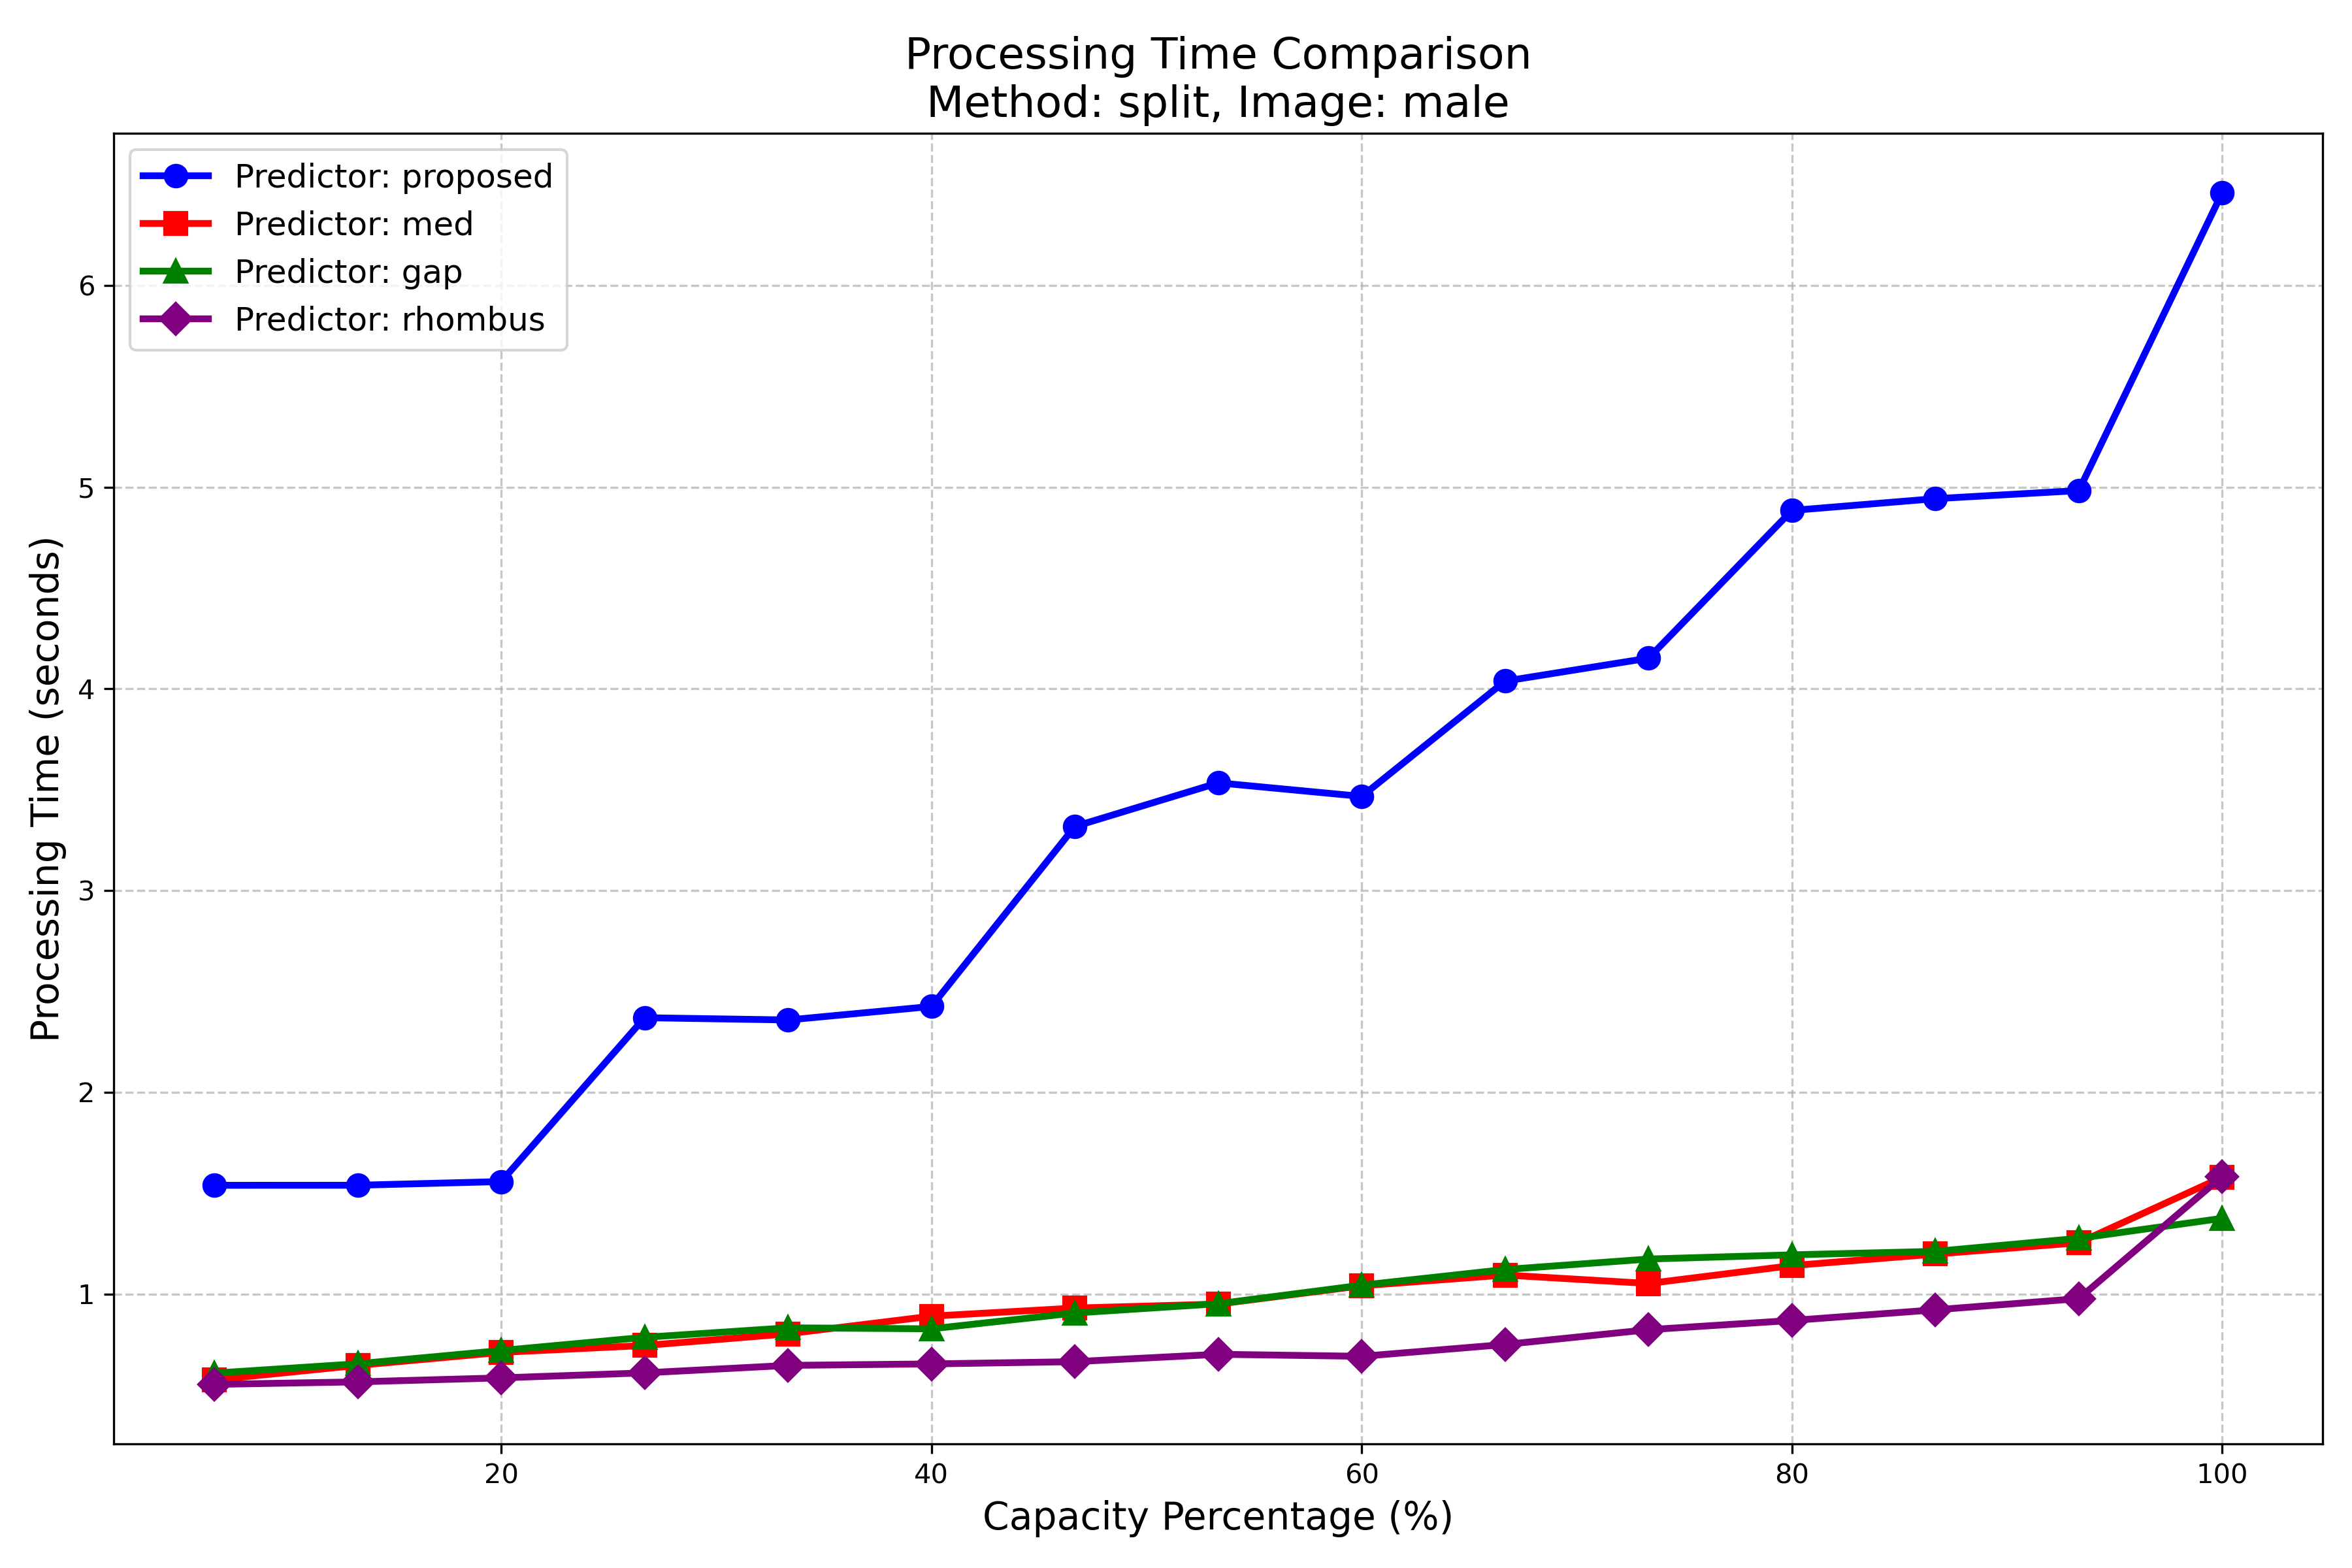 Processing Time Comparison
Method: split, Image: male
Predictor: proposed
Predictor: med
Predictor: gap
Predictor: rhombus
Processing Time (seconds)
6
5
4
3
2
1
20 40 60 80 100
Capacity Percentage (%)